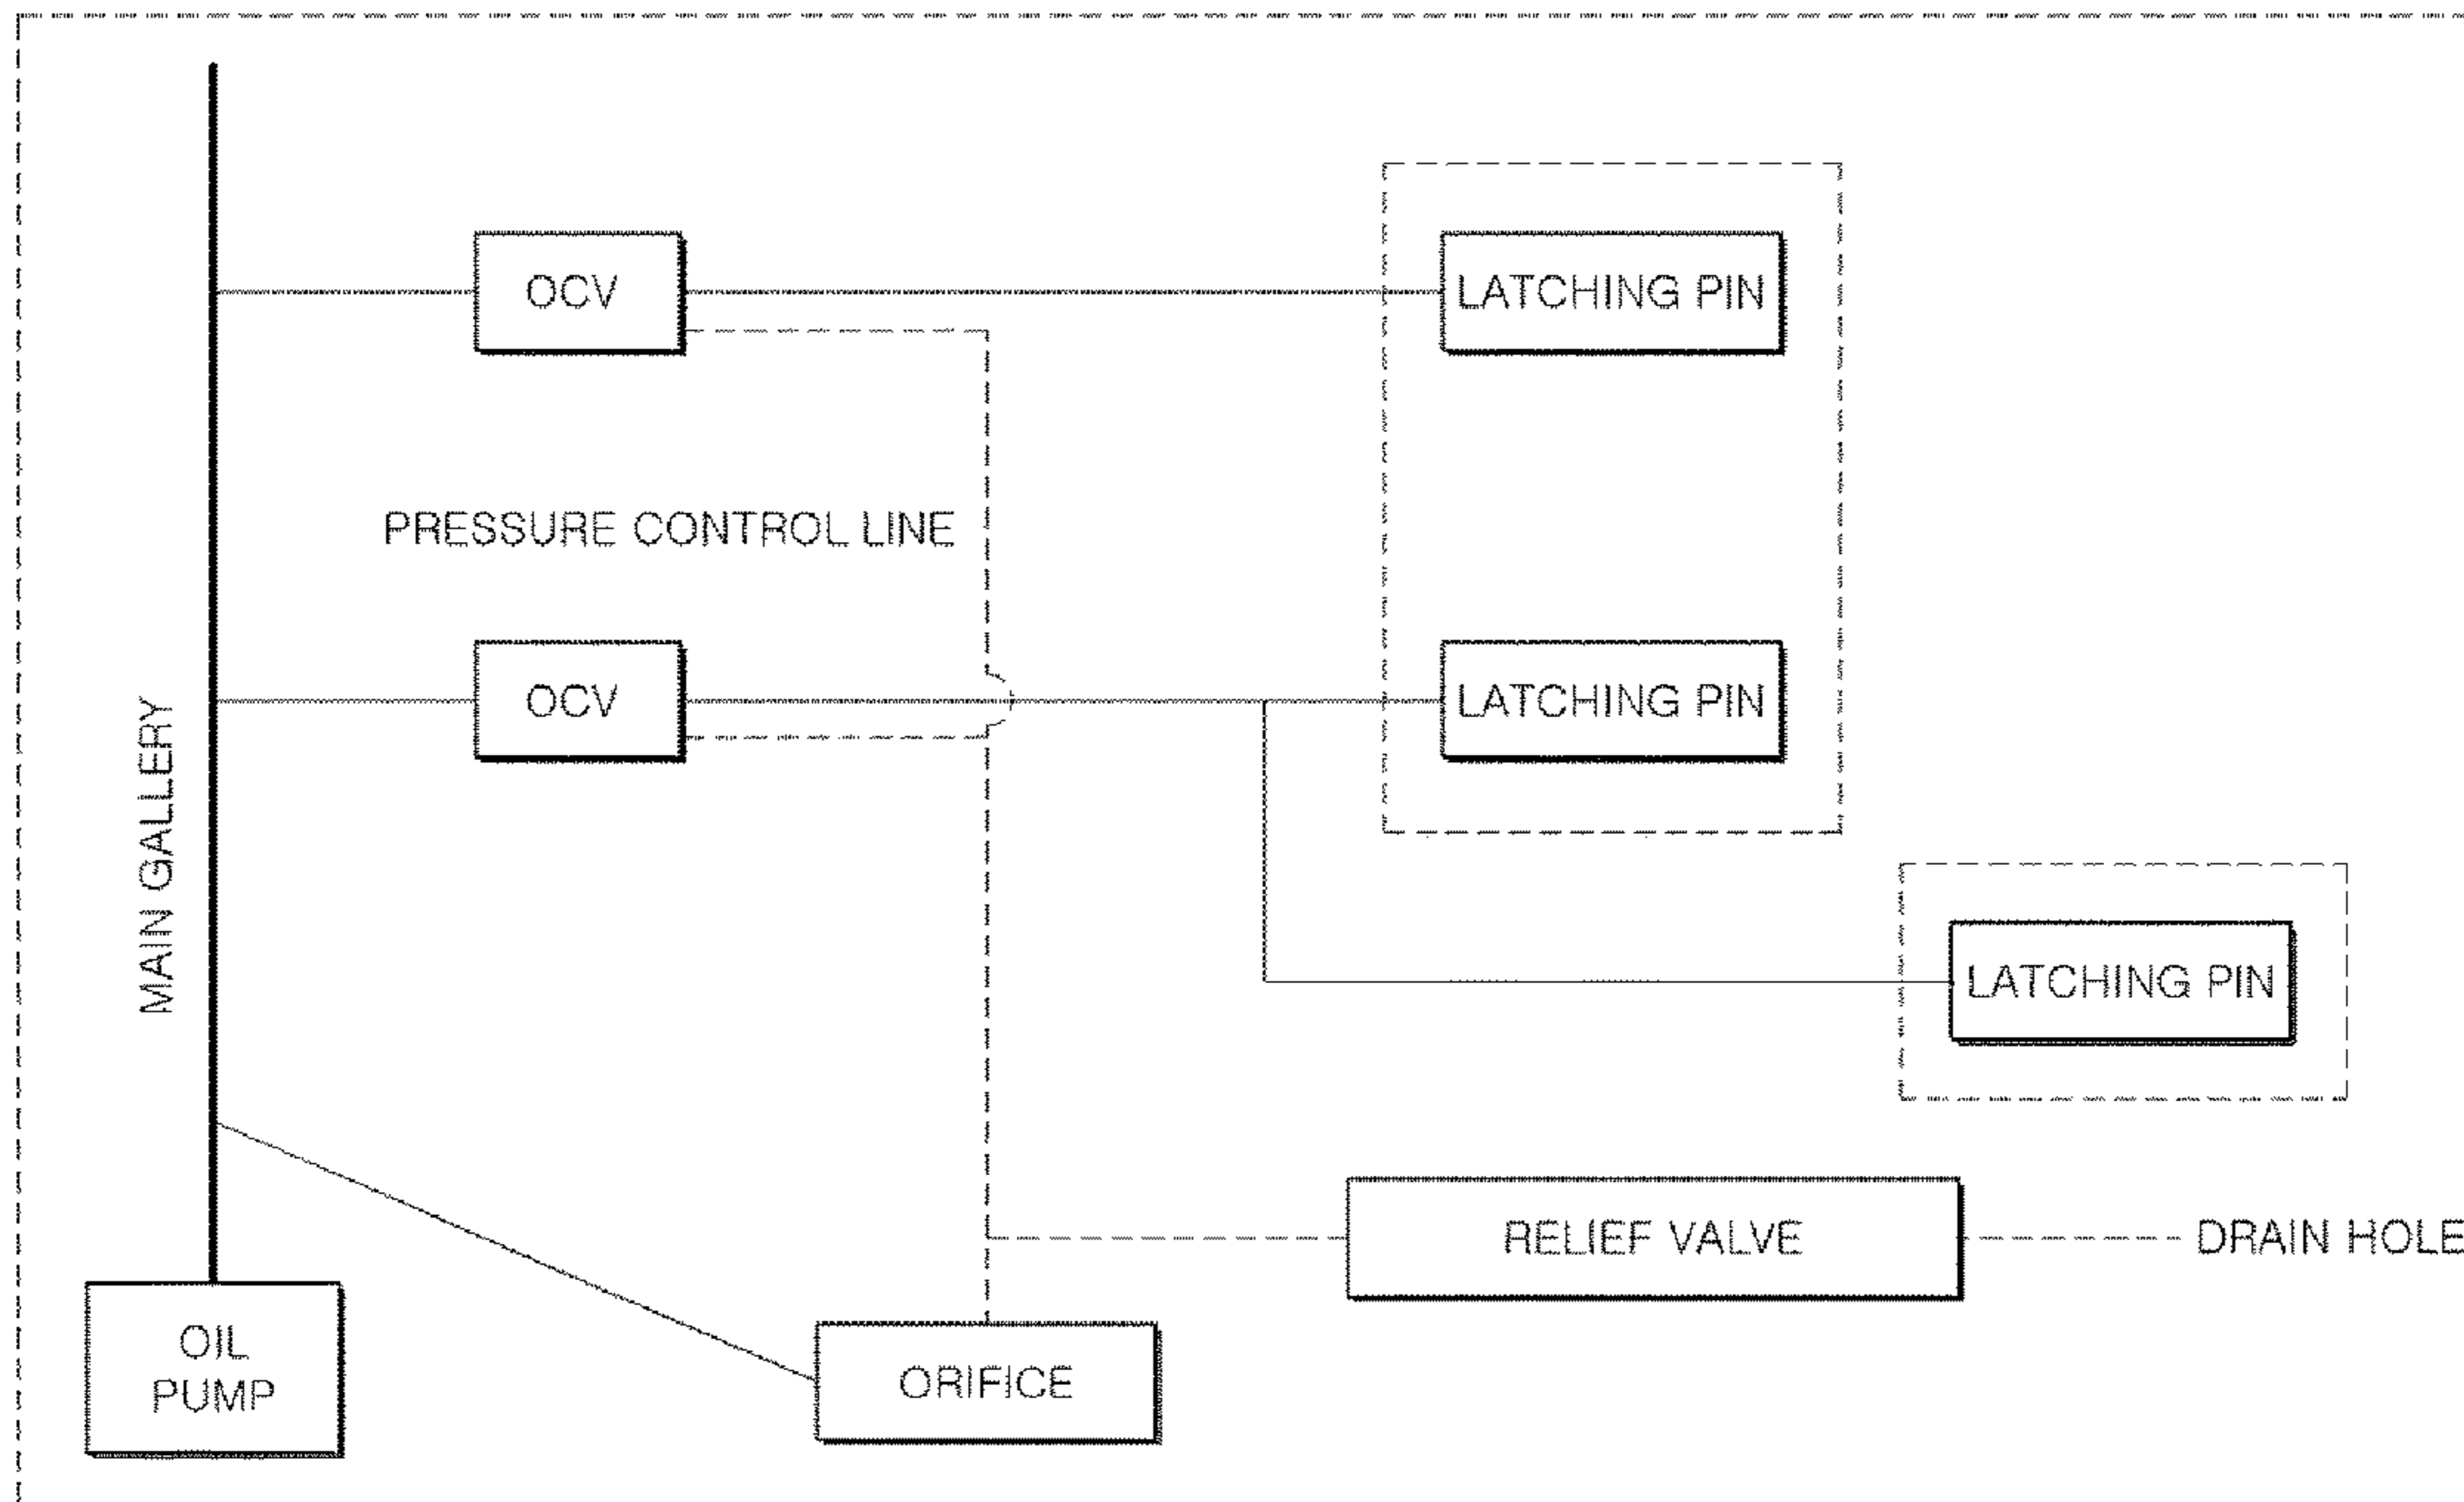 OCV
LATCHING PIN
PRESSURE CONTROL LINE
OCV
LATCHING PIN
MAIN GALLERY
LATCHING PIN
RELIEF VALVE
DRAIN HOLE
OIL
PUMP
ORIFICE